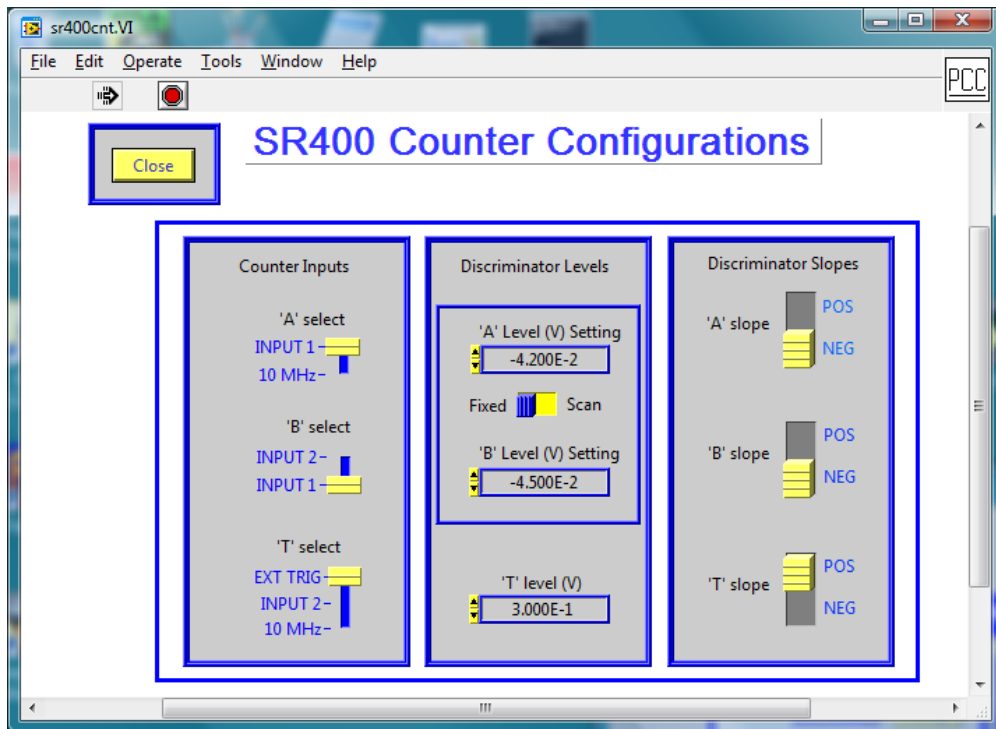 sr400cnt.VI
File Edit Operate Tools Window Help
PCC
SR400 Counter Configurations
Close
Counter Inputs
'A' select
INPUT 1
10 MHz
'B' select
INPUT 2
INPUT 1
'T' select
EXT TRIG
INPUT 2
10 MHz
Discriminator Levels
'A' Level (V) Setting
-4.200E-2
Fixed Scan
'B' Level (V) Setting
-4.500E-2
'T' level (V)
3.000E-1
Discriminator Slopes
'A' slope
POS
NEG
'B' slope
POS
NEG
'T' slope
POS
NEG